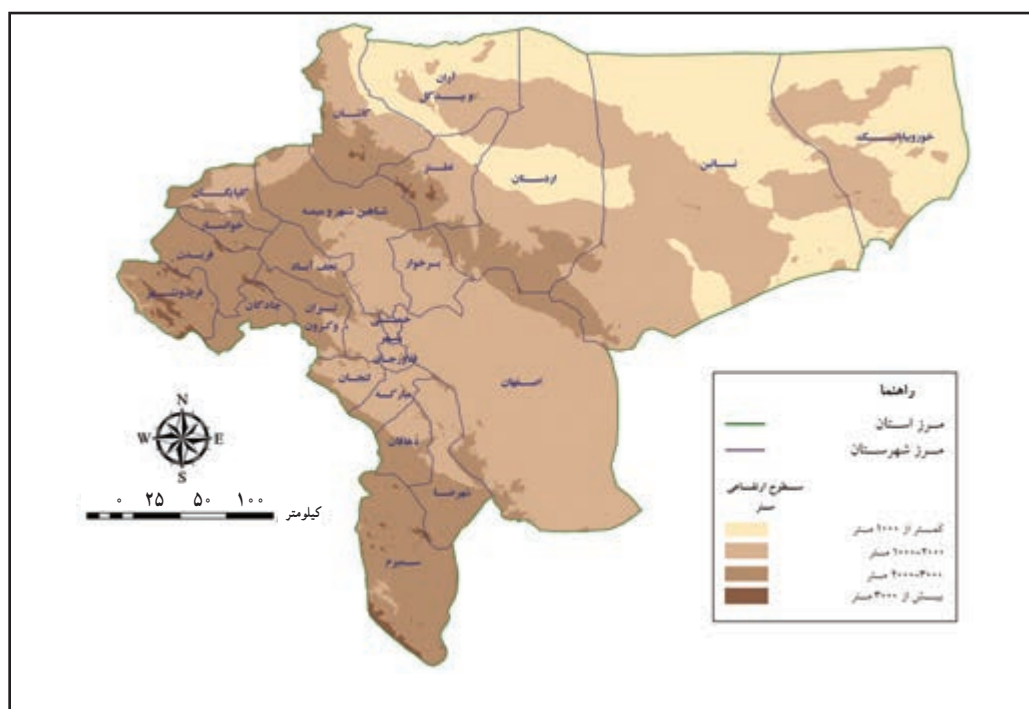 آران
و بیدگل
کاشان
خور و بیابانک
نائین
نطنز
اردستان
گلپایگان
شاهین شهر و میمه
خوانسار
فریدن
نجف آباد
برخوار
فریدونشهر
چادگان
تیران
و کرون
خمینی
شهر
فلاورجان
لنجان
اصفهان
مبارکه
دهاقان
شهرضا
سمیرم
N
W E
S
۰ ۲۵ ۵۰ ۱۰۰
کیلومتر
راهنما
مرز استان
مرز شهرستان
سطوح ارتفاعی
متر
کمتر از ۱۰۰۰ متر
۱۰۰۰-۲۰۰۰ متر
۲۰۰۰-۳۰۰۰ متر
بیش از ۳۰۰۰ متر